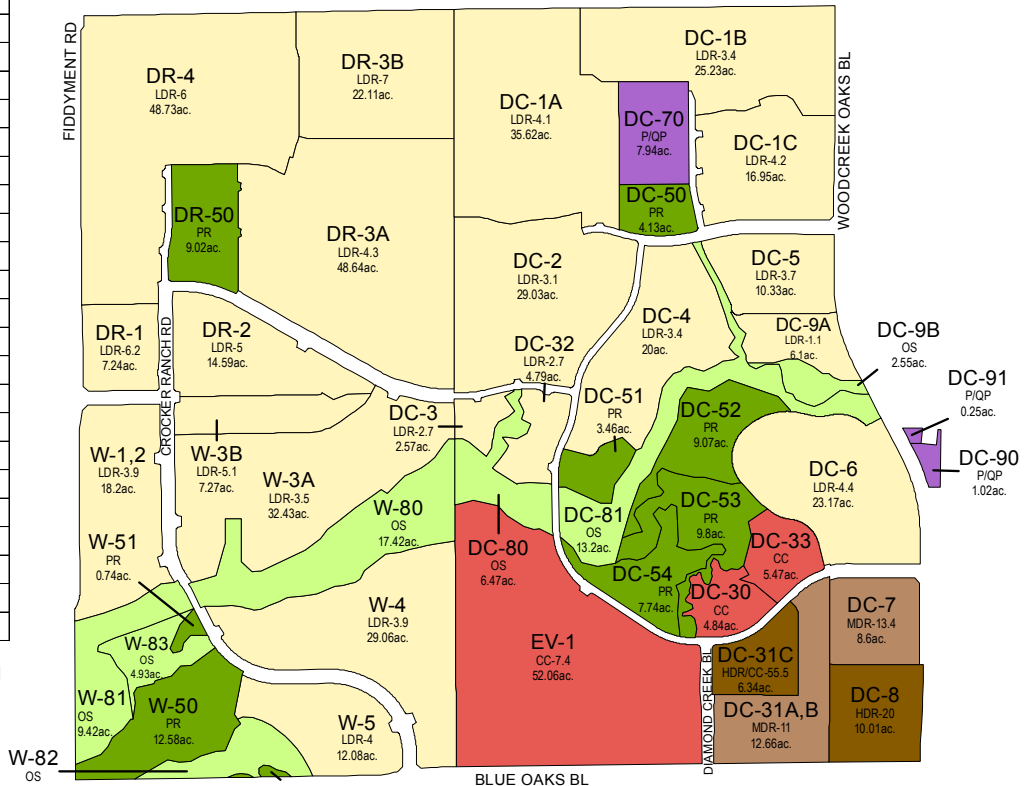 FIDDYMENT RD
DR-4
LDR-6
48.73ac.
DR-3B
LDR-7
22.11ac.
DC-1A
LDR-4.1
35.62ac.
DC-1B
LDR-3.4
25.23ac.
WOODCREEK OAKS BL
DC-70
P/QP
7.94ac.
DC-1C
LDR-4.2
16.95ac.
DC-50
PR
4.13ac.
DR-50
PR
9.02ac.
DR-3A
LDR-4.3
48.64ac.
DC-2
LDR-3.1
29.03ac.
DC-5
LDR-3.7
10.33ac.
DR-1
LDR-6.2
7.24ac.
CROCKER RANCH RD
DR-2
LDR-5
14.59ac.
DC-32
LDR-2.7
4.79ac.
DC-4
LDR-3.4
20ac.
DC-9A
LDR-1.1
6.1ac.
DC-9B
OS
2.55ac.
DC-91
P/QP
0.25ac.
DC-90
P/QP
1.02ac.
DC-3
LDR-2.7
2.57ac.
DC-51
PR
3.46ac.
DC-52
PR
9.07ac.
W-1,2
LDR-3.9
18.2ac.
W-3B
LDR-5.1
7.27ac.
W-3A
LDR-3.5
32.43ac.
DC-6
LDR-4.4
23.17ac.
W-80
OS
17.42ac.
DC-81
OS
13.2ac.
DC-53
PR
9.8ac.
DC-33
CC
5.47ac.
W-51
PR
0.74ac.
DC-80
OS
6.47ac.
DC-54
PR
7.74ac.
DC-30
CC
4.84ac.
W-4
LDR-3.9
29.06ac.
DC-7
MDR-13.4
8.6ac.
W-83
OS
4.93ac.
EV-1
CC-7.4
52.06ac.
DC-31C
HDR/CC-55.5
6.34ac.
W-81
OS
9.42ac.
W-50
PR
12.58ac.
DC-8
HDR-20
10.01ac.
W-5
LDR-4
12.08ac.
DIAMOND CREEK BL
DC-31A,B
MDR-11
12.66ac.
W-82
OS
BLUE OAKS BL